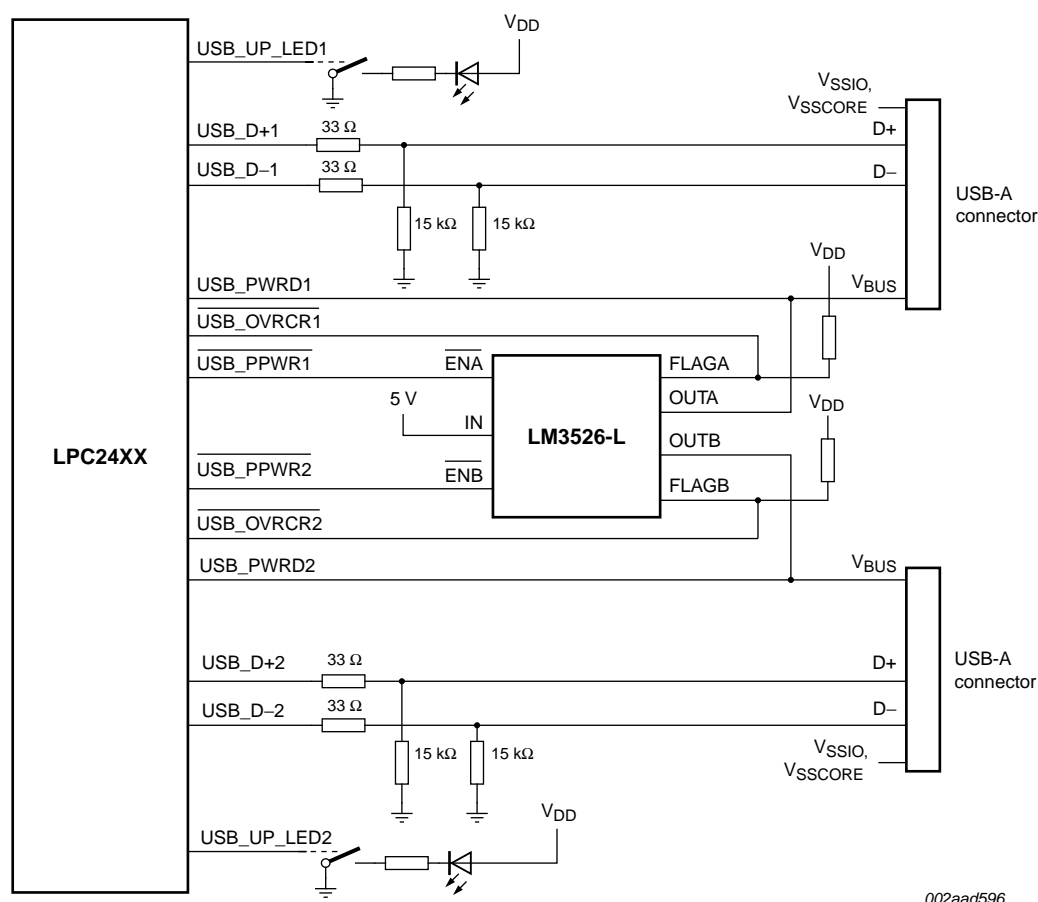 VDD
USB_UP_LED1
VSSIO,
VSSCORE
USB_D+1
33 Ω
D+
USB_D−1
33 Ω
D−
USB-A
connector
15 kΩ
15 kΩ
VDD
USB_PWRD1
VBUS
USB_OVRCR1
USB_PPWR1
ENA
FLAGA
5 V
OUTA
VDD
IN
LM3526-L
LPC24XX
OUTB
USB_PPWR2
ENB
FLAGB
USB_OVRCR2
USB_PWRD2
VBUS
USB_D+2
33 Ω
D+
USB-A
connector
USB_D−2
33 Ω
D−
15 kΩ
15 kΩ
VSSIO,
VSSCORE
VDD
USB_UP_LED2
002aad596